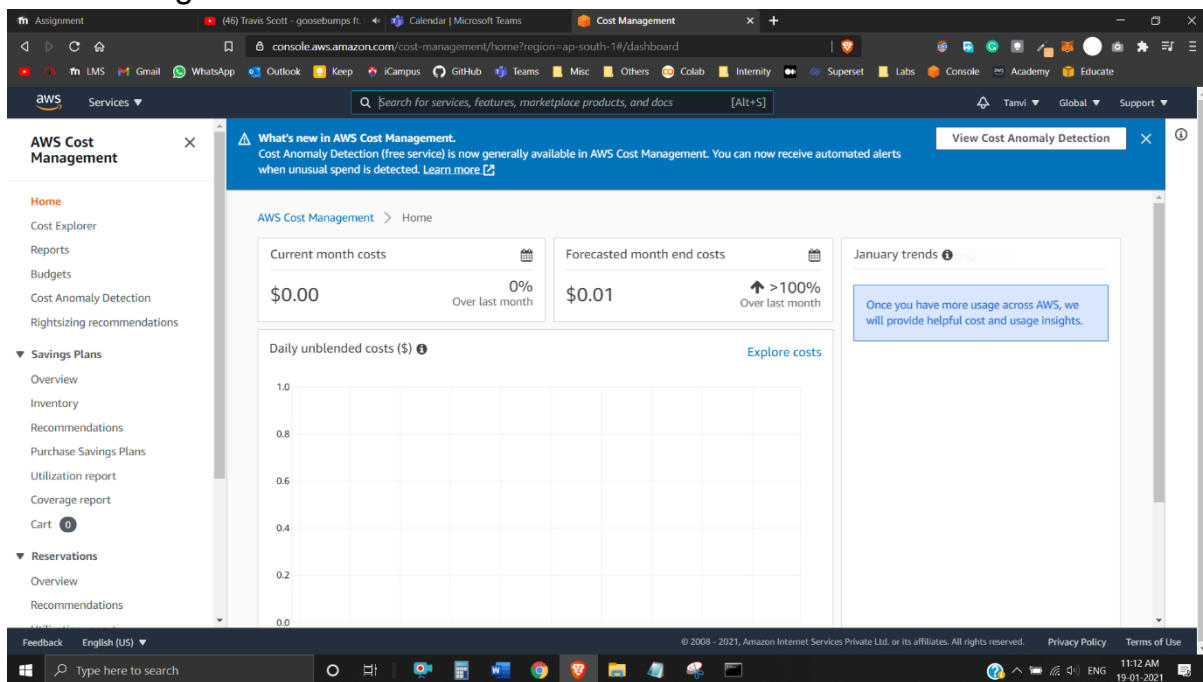 Assignment
(46) Travis Scott - goosebumps ft.
Calendar | Microsoft Teams
Cost Management
console.aws.amazon.com/cost-management/home?region=ap-south-1#/dashboard
LMS
Gmail
WhatsApp
Outlook
Keep
iCampus
GitHub
Teams
Misc
Others
Colab
Internity
Superset
Labs
Console
Academy
Educate
aws
Services ▼
Search for services, features, marketplace products, and docs
[Alt+S]
Tanvi ▼
Global ▼
Support ▼
AWS Cost
Management
Home
Cost Explorer
Reports
Budgets
Cost Anomaly Detection
Rightsizing recommendations
Savings Plans
Overview
Inventory
Recommendations
Purchase Savings Plans
Utilization report
Coverage report
Cart 0
Reservations
Overview
Recommendations
What's new in AWS Cost Management.
Cost Anomaly Detection (free service) is now generally available in AWS Cost Management. You can now receive automated alerts
when unusual spend is detected. Learn more
View Cost Anomaly Detection
AWS Cost Management > Home
Current month costs
$0.00
0%
Over last month
Forecasted month end costs
$0.01
>100%
Over last month
January trends
Once you have more usage across AWS, we
will provide helpful cost and usage insights.
Daily unblended costs ($)
Explore costs
1.0
0.8
0.6
0.4
0.2
0.0
Feedback
English (US) ▼
© 2008 - 2021, Amazon Internet Services Private Ltd. or its affiliates. All rights reserved.
Privacy Policy
Terms of Use
Type here to search
ENG
11:12 AM
19-01-2021